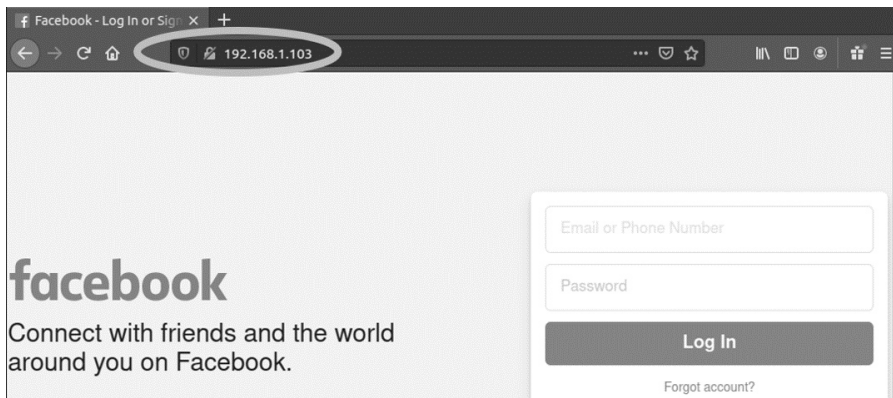 Facebook - Log In or Sign
192.168.1.103
Email or Phone Number
Password
Log In
Forgot account?
facebook
Connect with friends and the world
around you on Facebook.